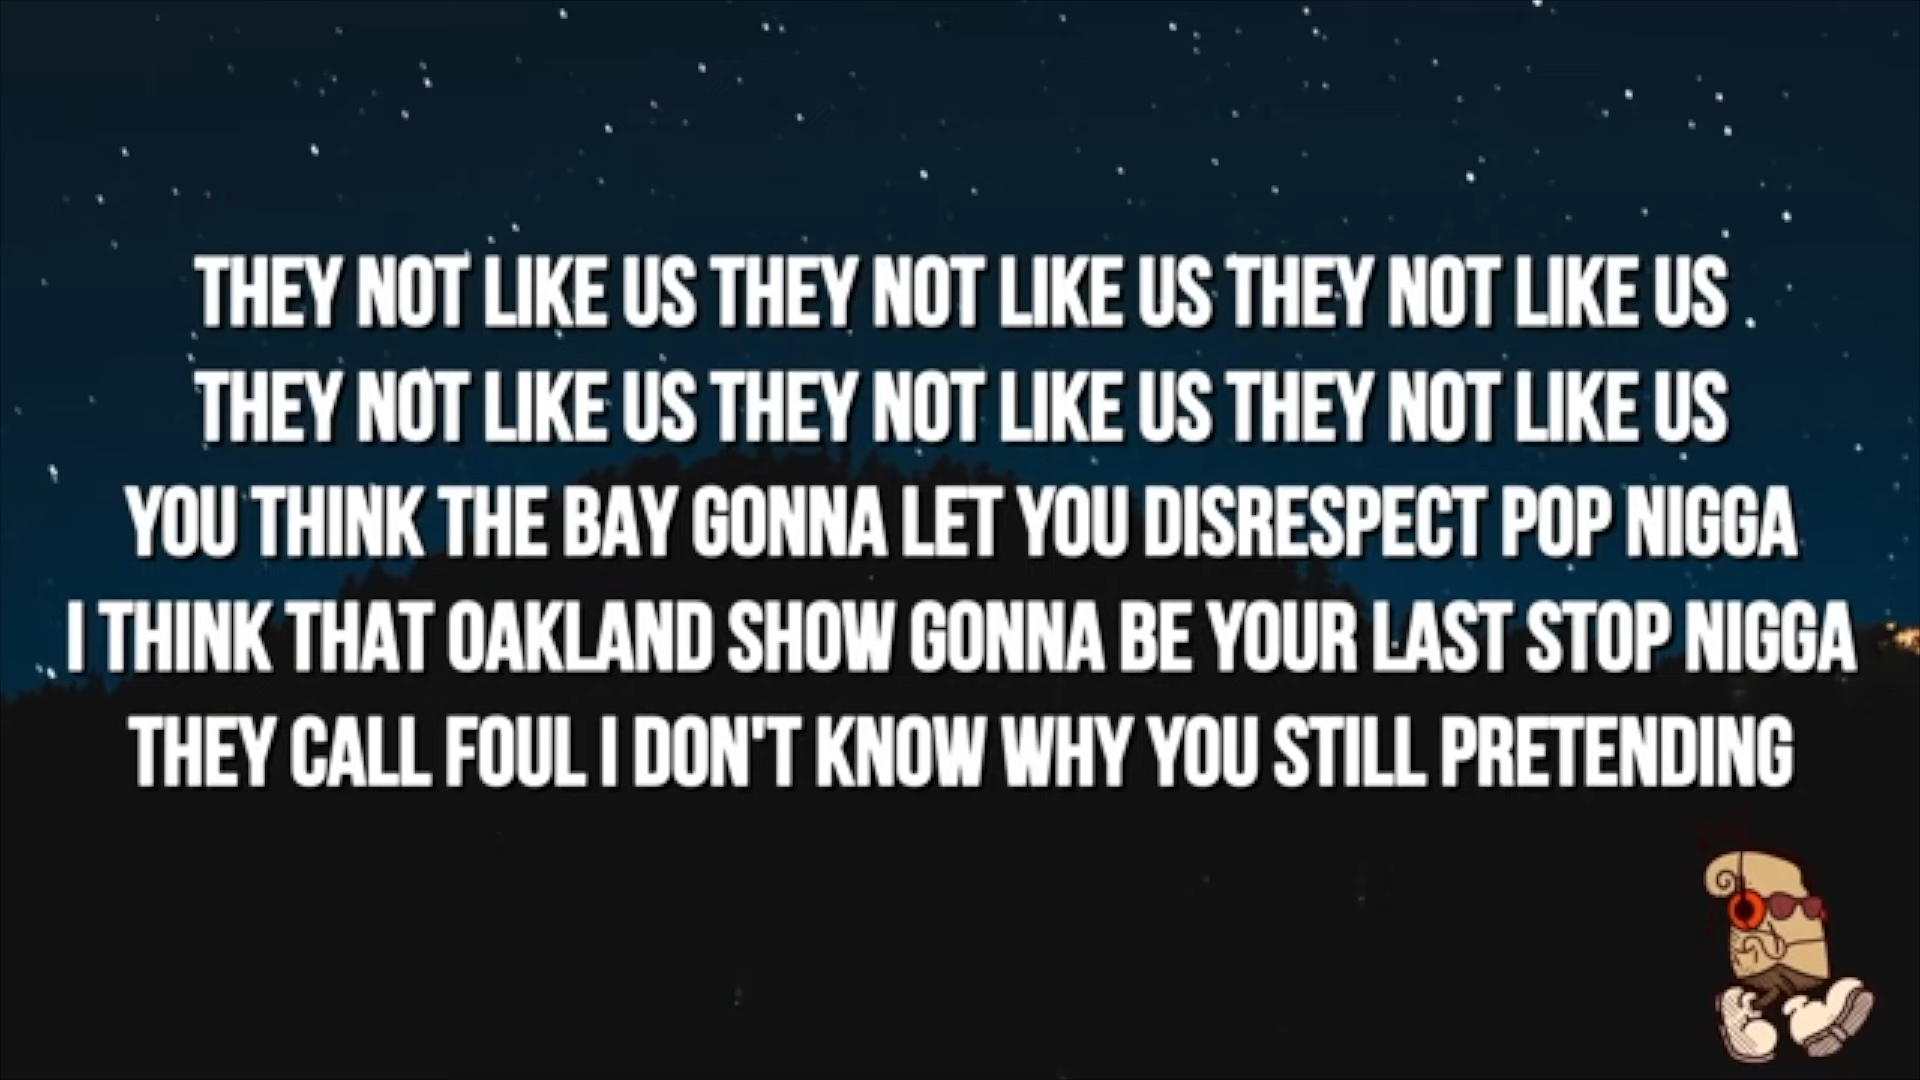 THEY NOT LIKE US THEY NOT LIKE US THEY NOT LIKE US
THEY NOT LIKE US THEY NOT LIKE US THEY NOT LIKE US
YOU THINK THE BAY GONNA LET YOU DISRESPECT POP NIGGA
I THINK THAT OAKLAND SHOW GONNA BE YOUR LAST STOP NIGGA
THEY CALL FOUL I DON'T KNOW WHY YOU STILL PRETENDING